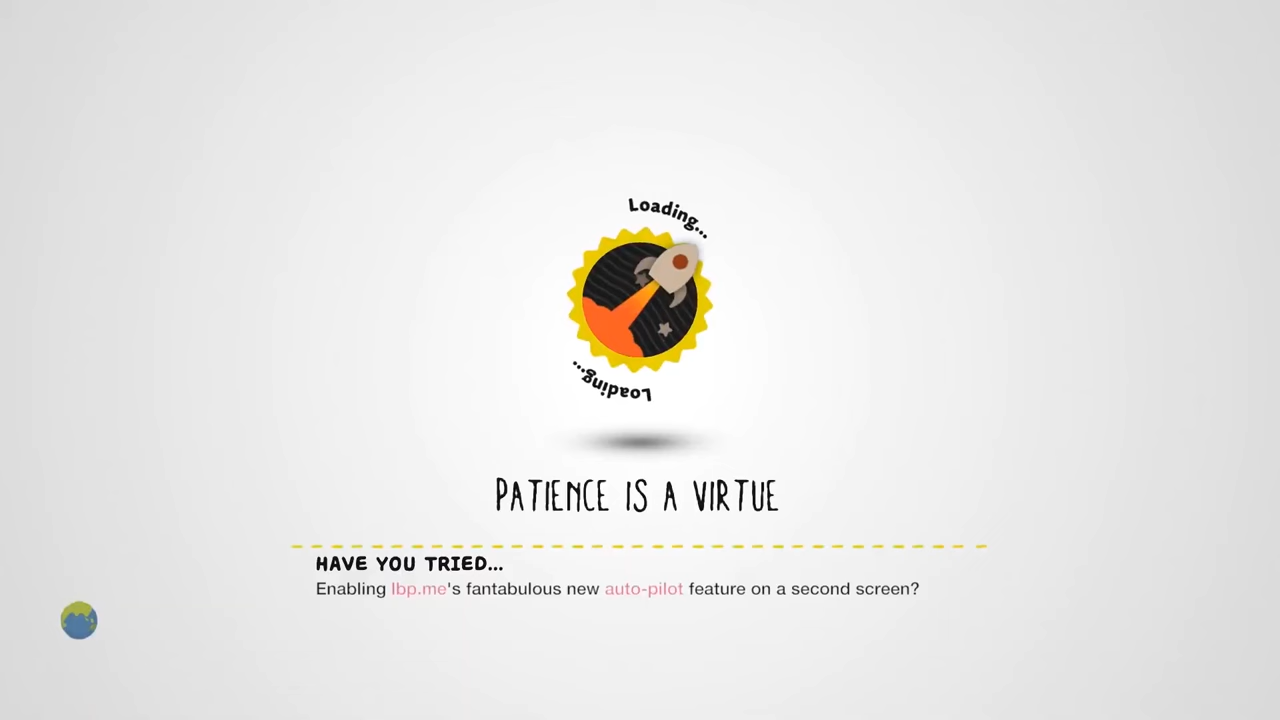 Loading...
Loading...
PATIENCE IS A VIRTUE
HAVE YOU TRIED...
Enabling lbp.me's fantabulous new auto-pilot feature on a second screen?